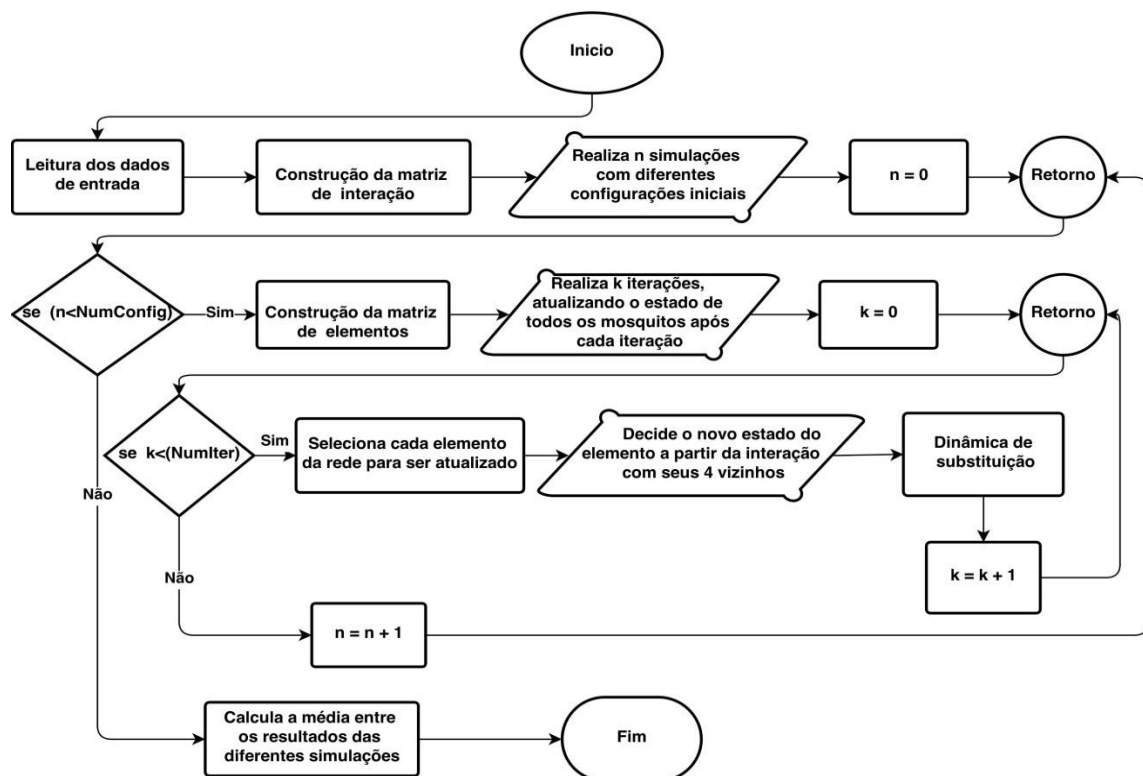 Inicio
Leitura dos dados
de entrada
Construção da matriz
de interação
Realiza n simulações
com diferentes
configurações iniciais
n = 0
Retorno
se (n<NumConfig)
Sim
Construção da matriz
de elementos
Realiza k iterações,
atualizando o estado de
todos os mosquitos após
cada iteração
k = 0
Retorno
se k<(NumIter)
Sim
Seleciona cada elemento
da rede para ser atualizado
Decide o novo estado do
elemento a partir da interação
com seus 4 vizinhos
Dinâmica de
substituição
Não
k = k + 1
Não
n = n + 1
Calcula a média entre
os resultados das
diferentes simulações
Fim